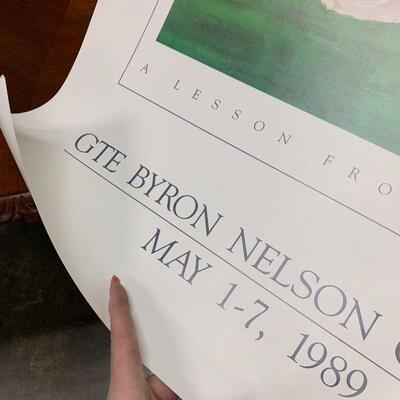 A LESSON FRO
GTE BYRON NELSON
MAY 1-7, 1989